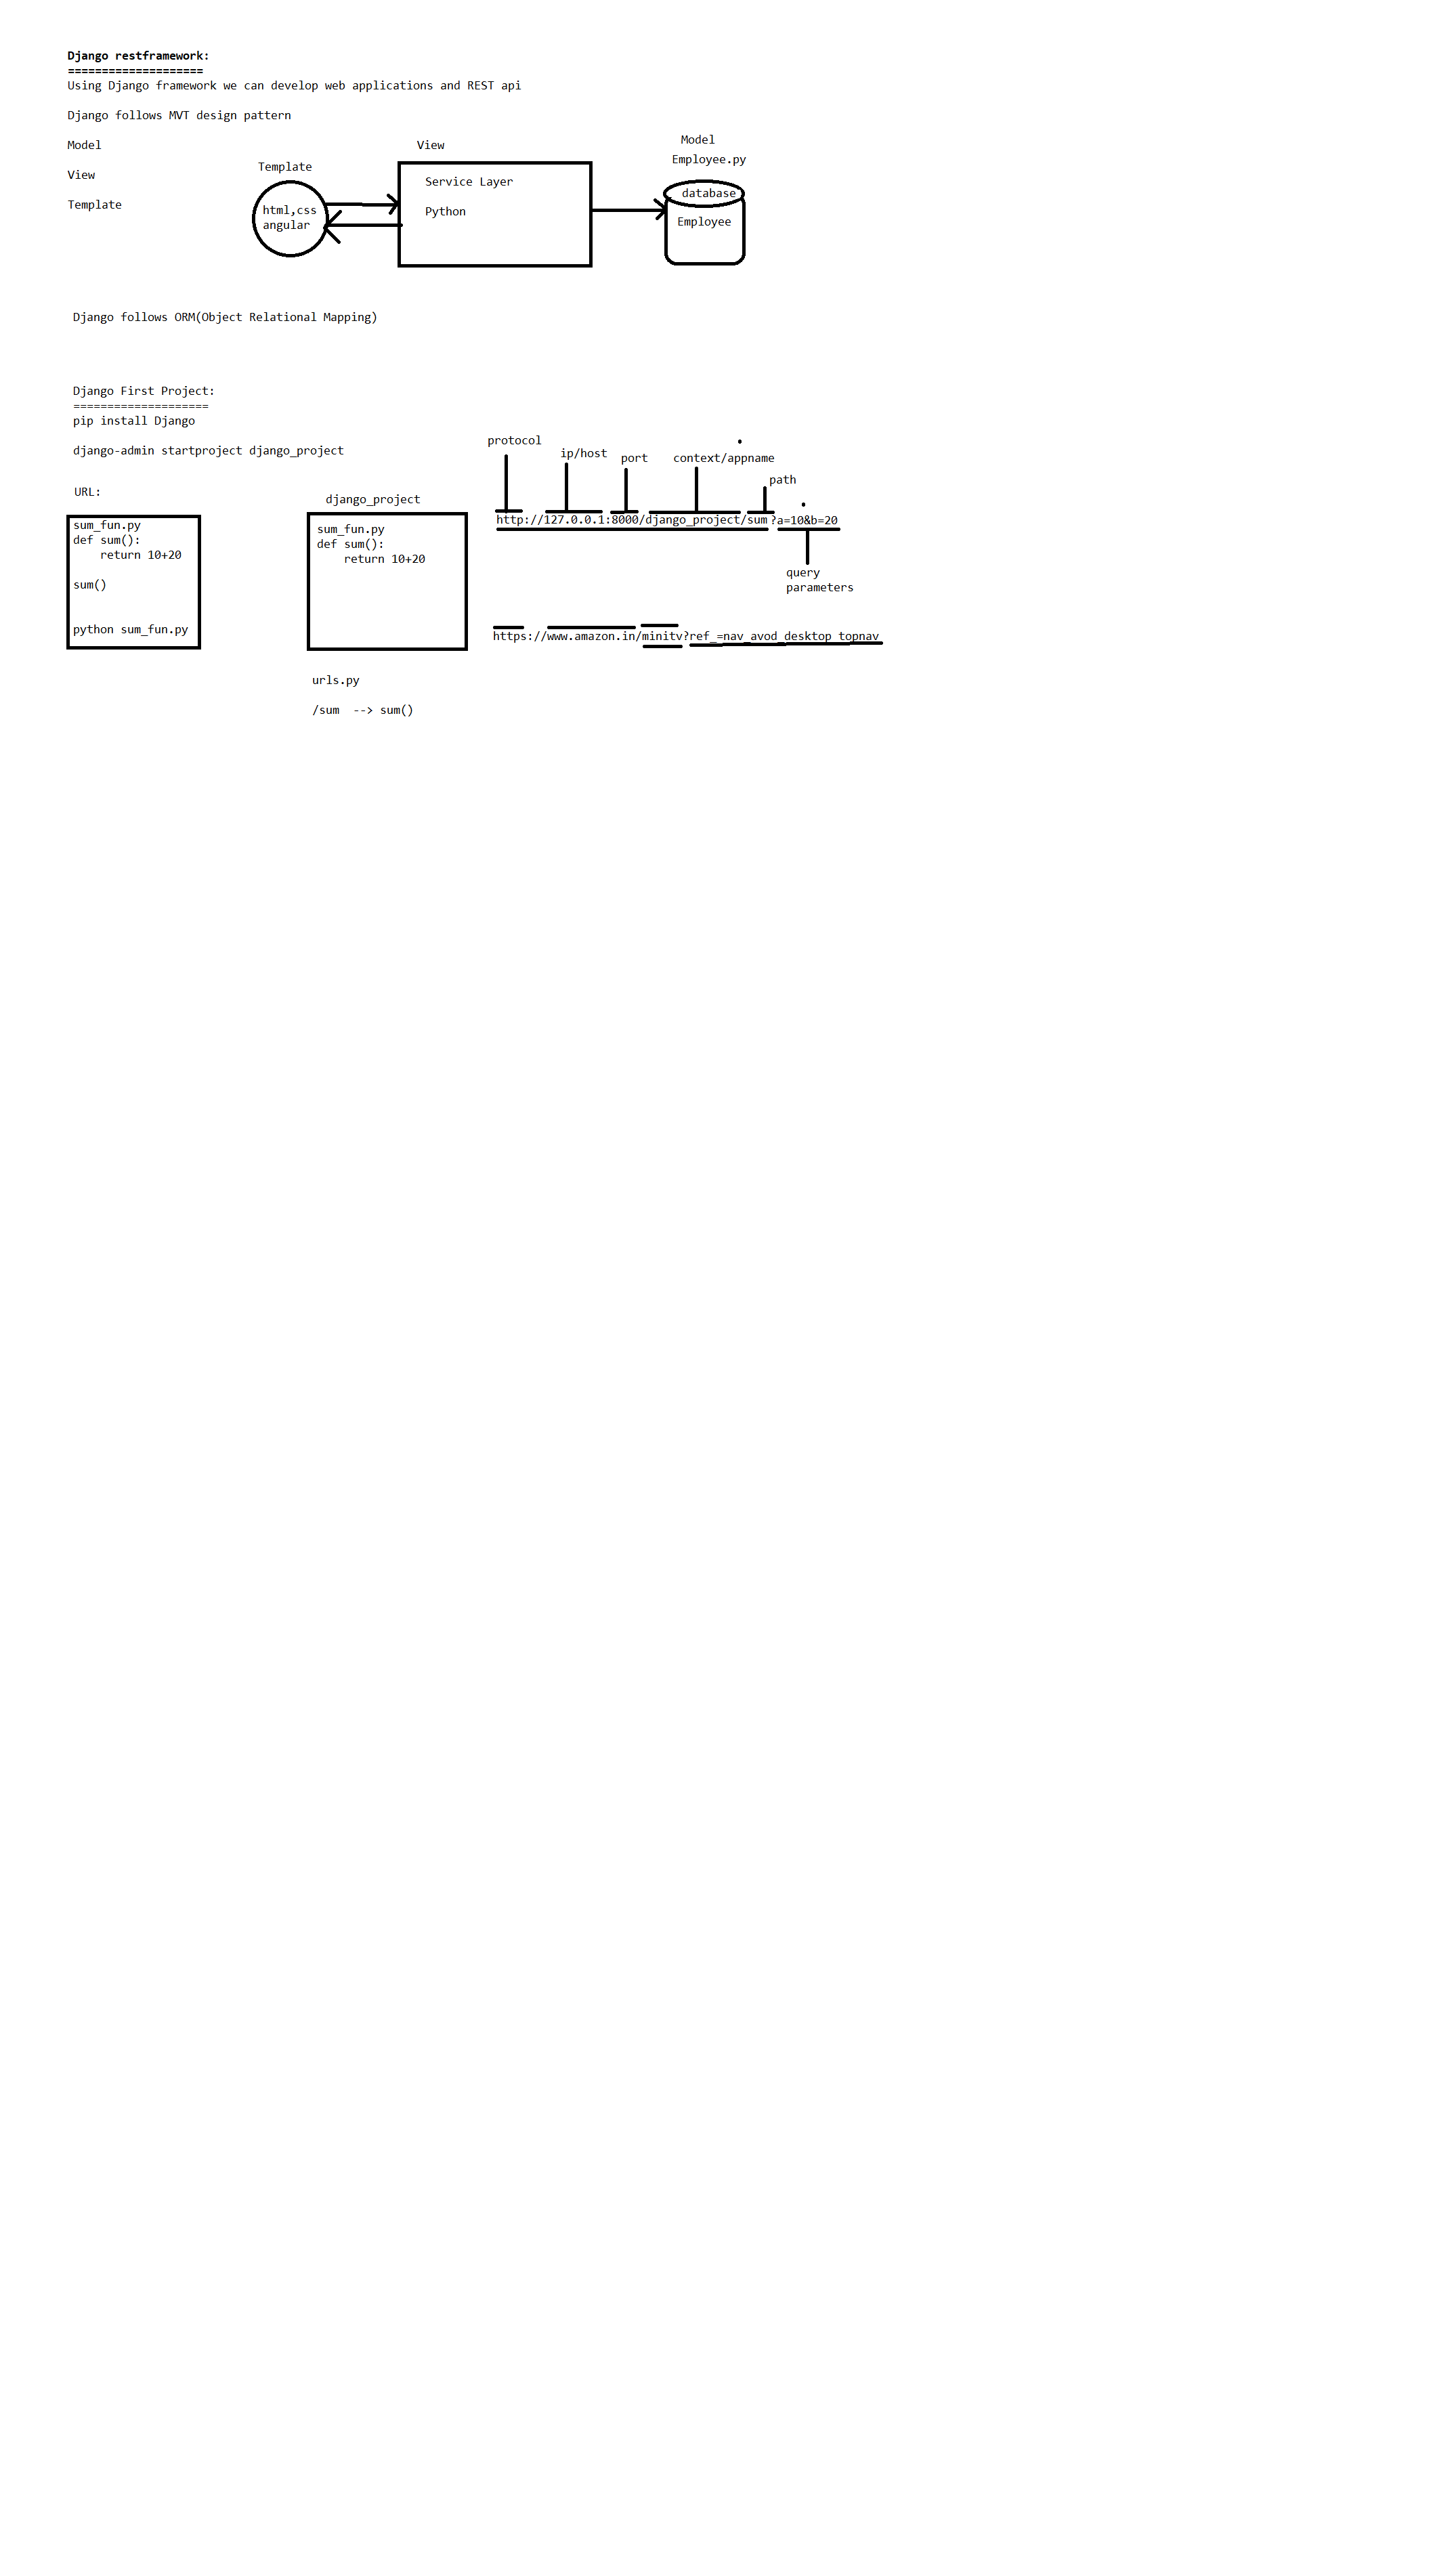 Django restframework:
====================
Using Django framework we can develop web applications and REST api
Django follows MVT design pattern
Model
View
Template
Template
html,css
angular
View
Service Layer
Python
Model
Employee.py
database
Employee
Django follows ORM(Object Relational Mapping)
Django First Project:
====================
pip install Django
django-admin startproject django_project
URL:
sum_fun.py
def sum():
    return 10+20
sum()
python sum_fun.py
django_project
sum_fun.py
def sum():
    return 10+20
urls.py
/sum  --> sum()
protocol
ip/host
port
context/appname
path
http://127.0.0.1:8000/django_project/sum?a=10&b=20
query
parameters
https://www.amazon.in/minitv?ref_=nav_avod_desktop_topnav